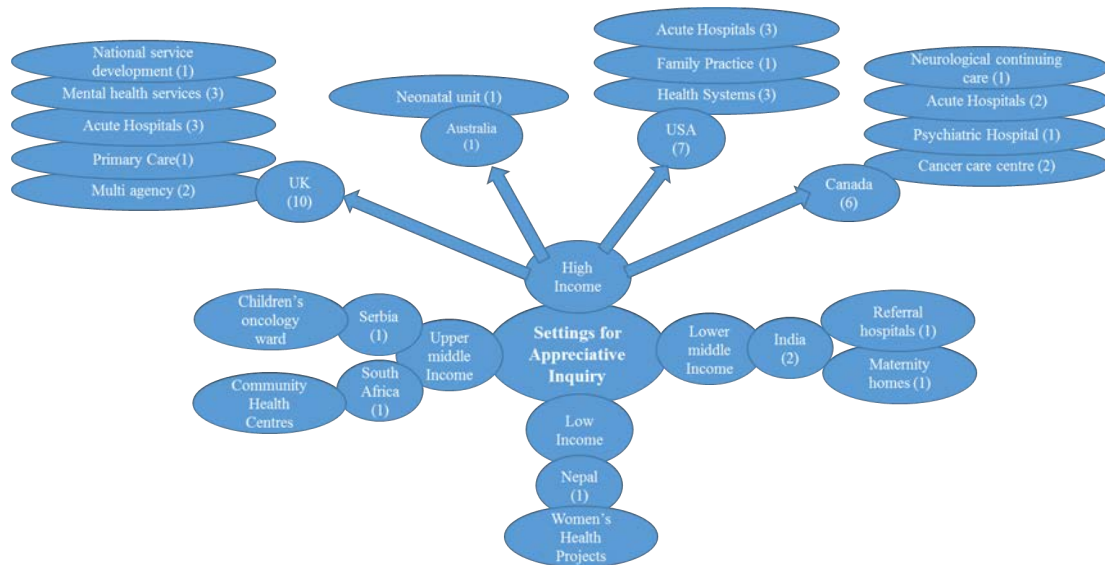 National service
development (1)
Mental health services (3)
Acute Hospitals (3)
Primary Care(1)
Multi agency (2)
UK
(10)
Neonatal unit (1)
Australia
(1)
Acute Hospitals (3)
Family Practice (1)
Health Systems (3)
USA
(7)
Neurological continuing
care (1)
Acute Hospitals (2)
Psychiatric Hospital (1)
Cancer care centre (2)
Canada
(6)
High
Income
Children's
oncology
ward
Serbia
(1)
Upper
middle
Income
South
Africa
(1)
Community
Health
Centres
Settings for
Appreciative
Inquiry
Lower
middle
Income
India
(2)
Referral
hospitals (1)
Maternity
homes (1)
Low
Income
Nepal
(1)
Women's
Health
Projects